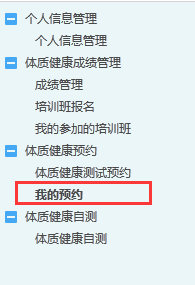 个人信息管理
个人信息管理
体质健康成绩管理
成绩管理
培训班报名
我的参加的培训班
体质健康预约
体质健康测试预约
我的预约
体质健康自测
体质健康自测